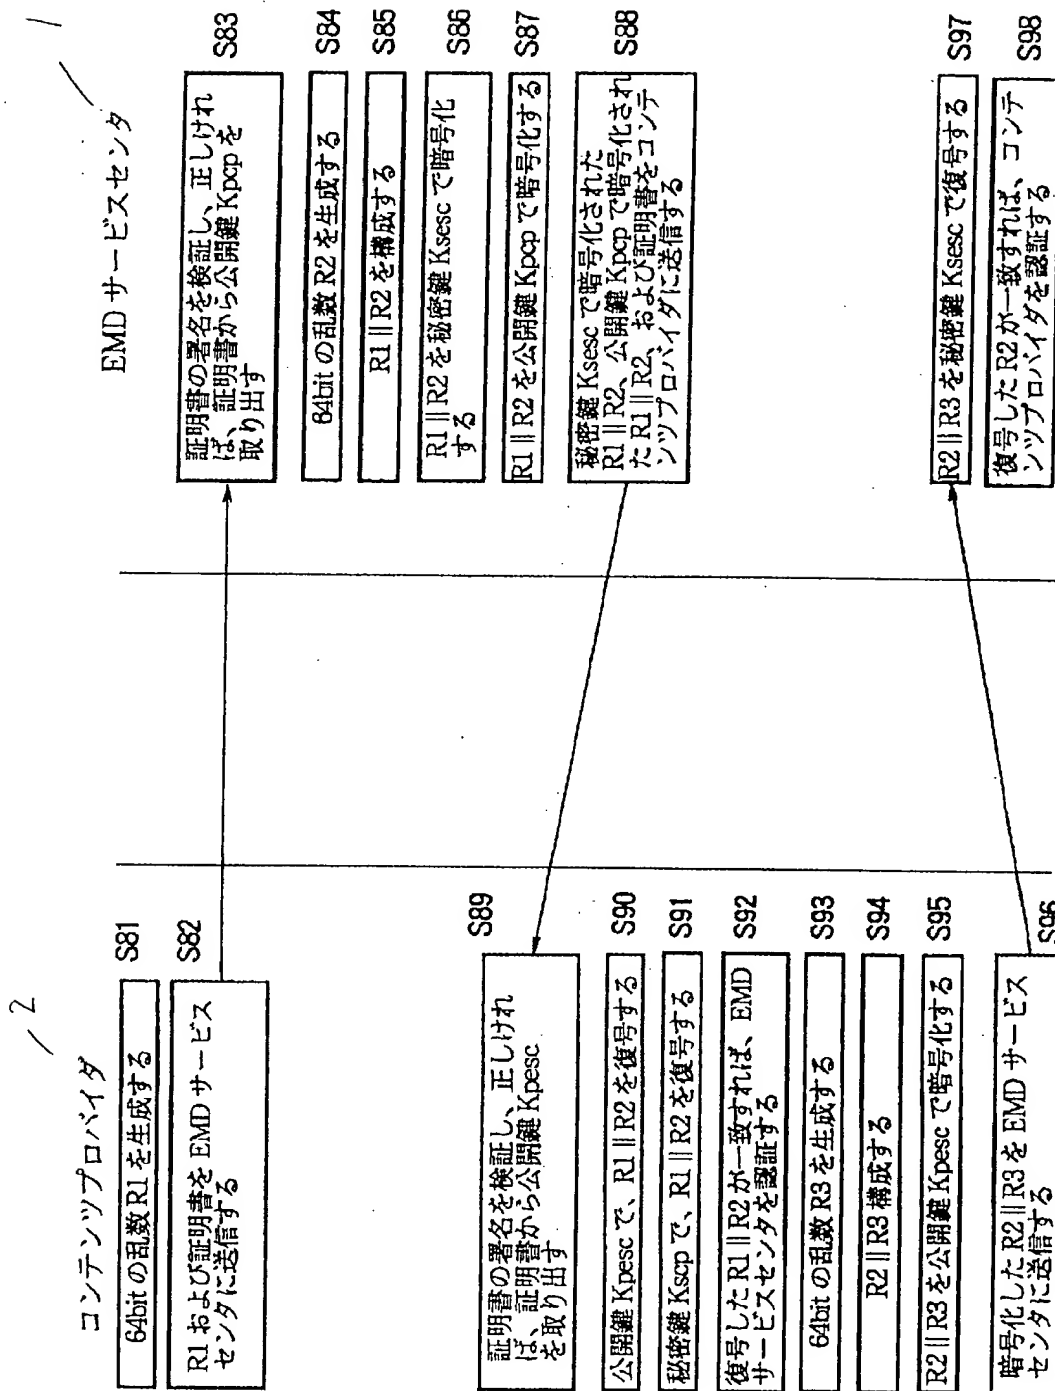 コンテンツプロバイダ
2
64bit の乱数 R1 を生成する
S81
R1 および証明書を EMD サービス
センタに送信する
S82
証明書の署名を検証し、正しけれ
ば、証明書から公開鍵 Kpesc
を取り出す
S89
公開鍵 Kpesc で、R1‖R2 を復号する
S90
秘密鍵 Kscp で、R1‖R2 を復号する
S91
復号した R1‖R2 が一致すれば、EMD
サービスセンタを認証する
S92
64bit の乱数 R3 を生成する
S93
R2‖R3 構成する
S94
R2‖R3 を公開鍵 Kpesc で暗号化する
S95
暗号化した R2‖R3 を EMD サービス
センタに送信する
S96
EMD サービスセンタ
1
証明書の署名を検証し、正しけれ
ば、証明書から公開鍵 Kpcp を
取り出す
S83
64bit の乱数 R2 を生成する
S84
R1‖R2 を構成する
S85
R1‖R2 を秘密鍵 Ksesc で暗号化
する
S86
R1‖R2 を公開鍵 Kpcp で暗号化する
S87
秘密鍵 Ksesc で暗号化された
R1‖R2、公開鍵 Kpcp で暗号化され
た R1‖R2、および証明書をコンテ
ンツプロバイダに送信する
S88
R2‖R3 を秘密鍵 Ksesc で復号する
S97
復号した R2 が一致すれば、コンテ
ンツプロバイダを認証する
S98